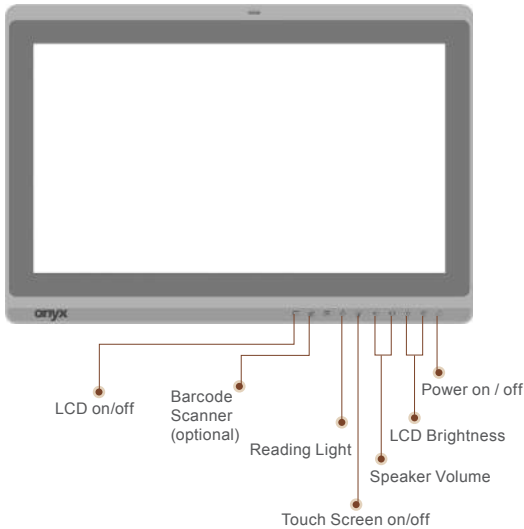 onyx
LCD on/off
Barcode
Scanner
(optional)
Reading Light
Touch Screen on/off
Speaker Volume
LCD Brightness
Power on / off